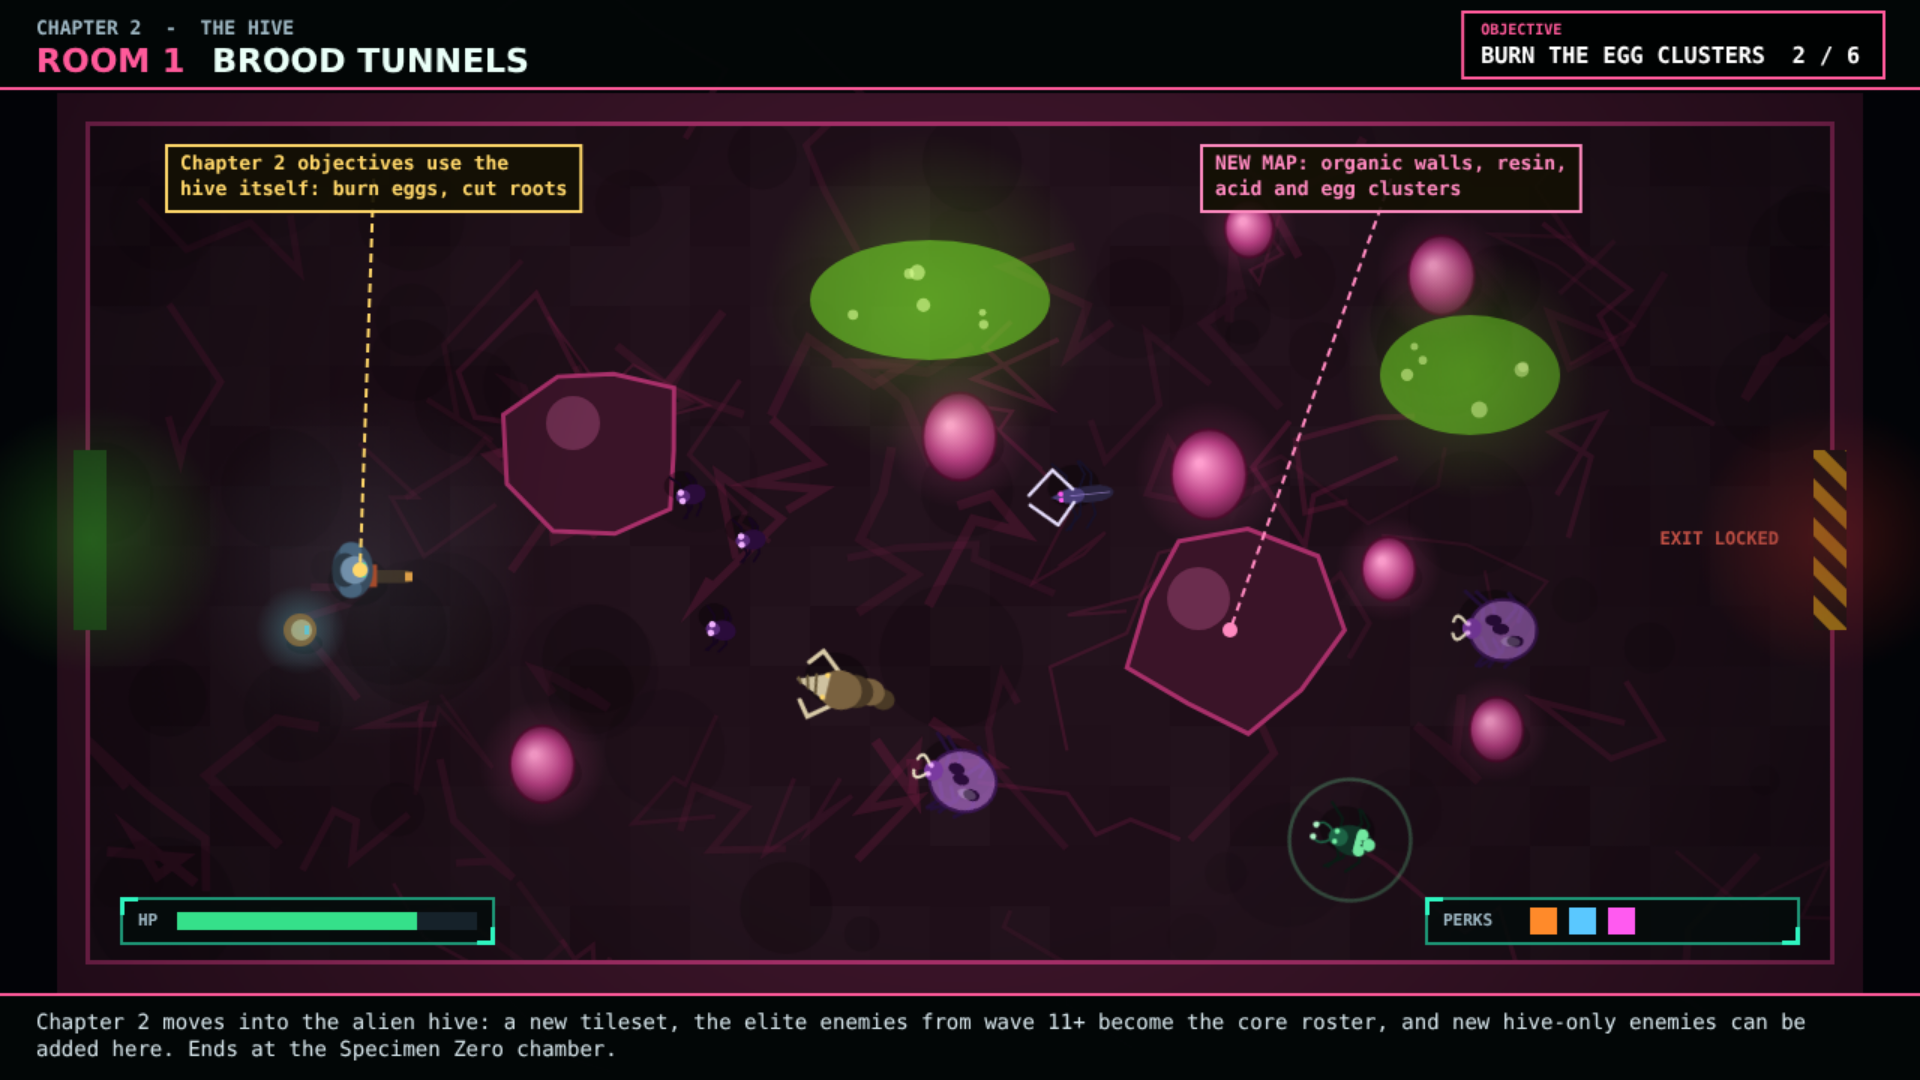 CHAPTER 2 - THE HIVE
ROOM 1 BROOD TUNNELS
OBJECTIVE
BURN THE EGG CLUSTERS 2 / 6
Chapter 2 objectives use the
hive itself: burn eggs, cut roots
NEW MAP: organic walls, resin,
acid and egg clusters
EXIT LOCKED
HP
PERKS
Chapter 2 moves into the alien hive: a new tileset, the elite enemies from wave 11+ become the core roster, and new hive-only enemies can be
added here. Ends at the Specimen Zero chamber.